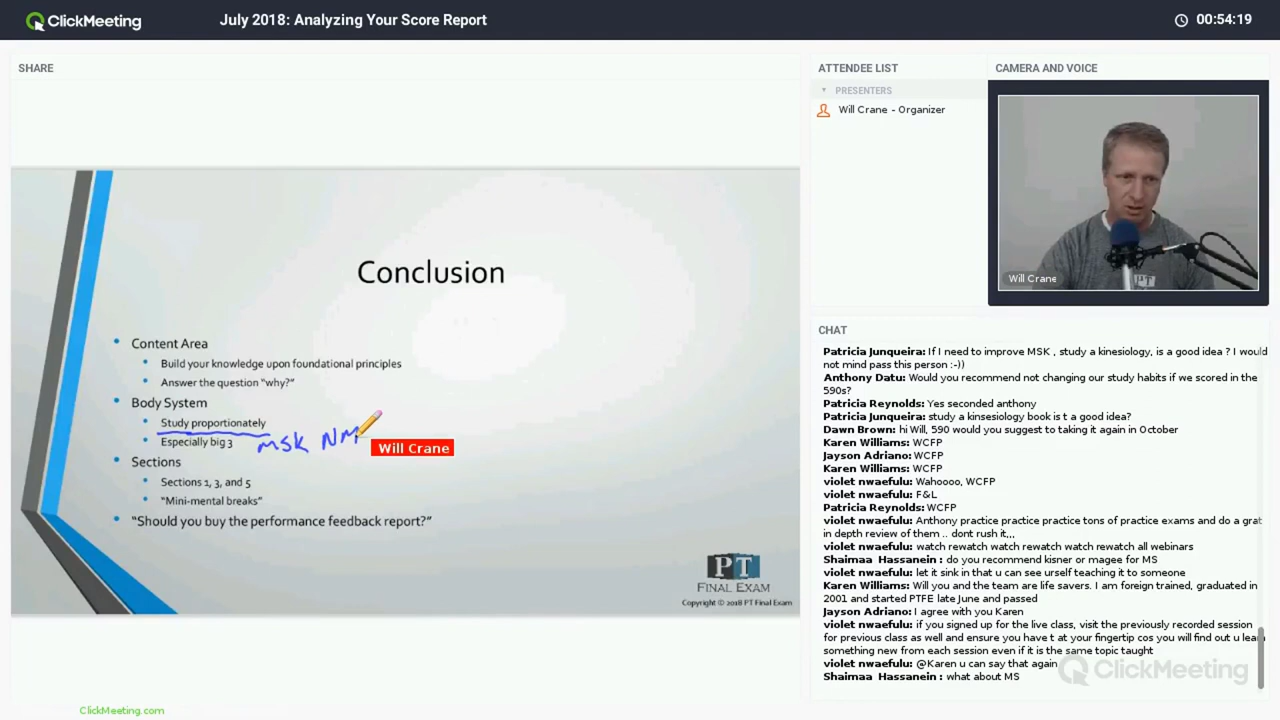 ClickMeeting
July 2018: Analyzing Your Score Report
00:54:19
SHARE
Conclusion
• Content Area
• Build your knowledge upon foundational principles
• Answer the question "why?"
• Body System
• Study proportionately
• Especially big 3
MSK NM
Will Crane
• Sections
• Sections 1, 3, and 5
• "Mini-mental breaks"
• "Should you buy the performance feedback report?"
PT
FINAL EXAM
Copyright © 2018 PT Final Exam
ClickMeeting.com
ATTENDEE LIST
PRESENTERS
Will Crane - Organizer
CAMERA AND VOICE
PT
Will Crane
CHAT
Patricia Junqueira: If I need to improve MSK , study a kinesiology, is a good idea ? I would
not mind pass this person :-))
Anthony Datu: Would you recommend not changing our study habits if we scored in the
590s?
Patricia Reynolds: Yes seconded anthony
Patricia Junqueira: study a kinsesiology book is t a good idea?
Dawn Brown: hi Will, 590 would you suggest to taking it again in October
Karen Williams: WCFP
Jayson Adriano: WCFP
Karen Williams: WCFP
violet nwaefulu: Wahoooo, WCFP
violet nwaefulu: F&L
Patricia Reynolds: WCFP
violet nwaefulu: Anthony practice practice practice tons of practice exams and do a grat
in depth review of them .. dont rush it,,,
violet nwaefulu: watch rewatch watch rewatch watch rewatch all webinars
Shaimaa Hassanein : do you recommend kisner or magee for MS
violet nwaefulu: let it sink in that u can see urself teaching it to someone
Karen Williams: Will you and the team are life savers. I am foreign trained, graduated in
2001 and started PTFE late June and passed
Jayson Adriano: I agree with you Karen
violet nwaefulu: if you signed up for the live class, visit the previously recorded session
for previous class as well and ensure you have t at your fingertip cos you will find out u learn
something new from each session even if it is the same topic taught
violet nwaefulu: @Karen u can say that again
Shaimaa Hassanein : what about MS
ClickMeeting